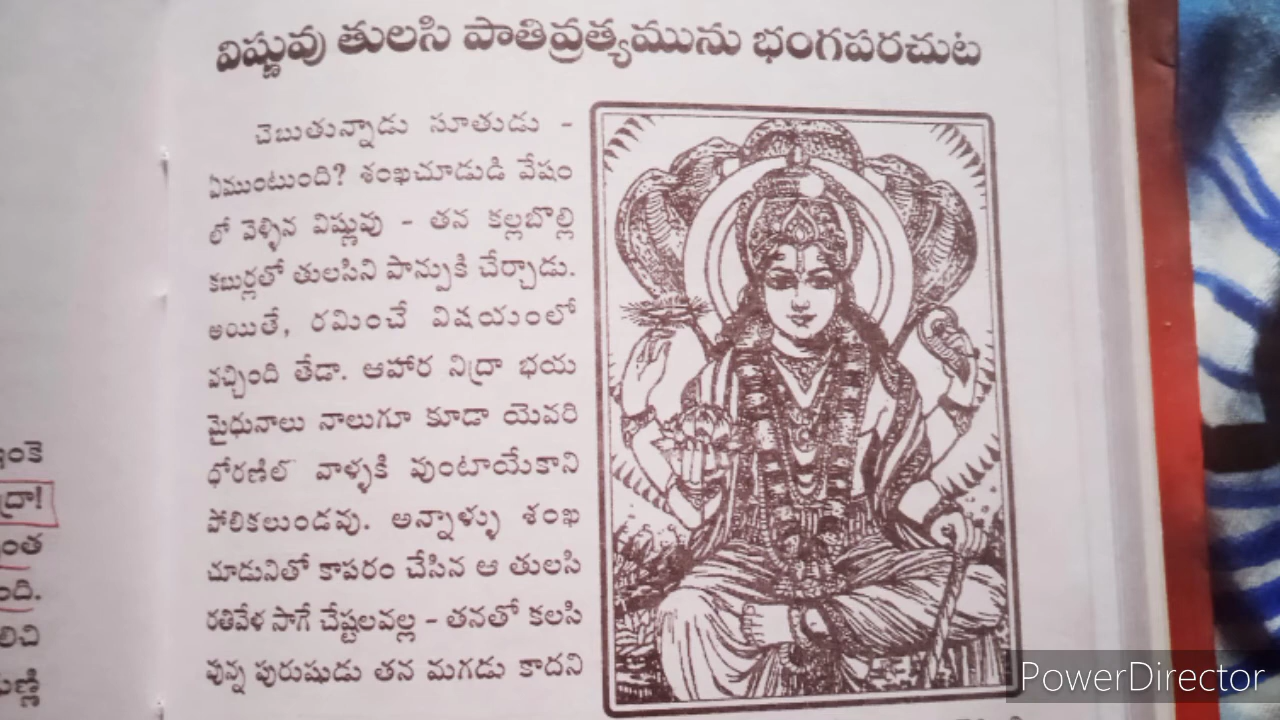 విష్ణువు తులసి పాతివ్రత్యమును భంగపరచుట
చెబుతున్నాడు సూతుడు -
ఏముంటుంది? శంఖచూడుడి వేషం
లో వెళ్ళిన విష్ణువు - తన కల్లబొల్లి
కబుర్లతో తులసిని పాన్పుకి చేర్చాడు.
అయితే, రమించే విషయంలో
వచ్చింది తేడా. ఆహార నిద్రా భయ
మైధునాలు నాలుగూ కూడా యెవరి
ధోరణిలో వాళ్ళకి వుంటాయేకాని
పోలికలుండవు. అన్నాళ్ళు శంఖ
చూడునితో కాపరం చేసిన ఆ తులసి
రతివేళ సాగే చేష్టలవల్ల - తనతో కలసి
వున్న పురుషుడు తన మగడు కాదని
PowerDirector